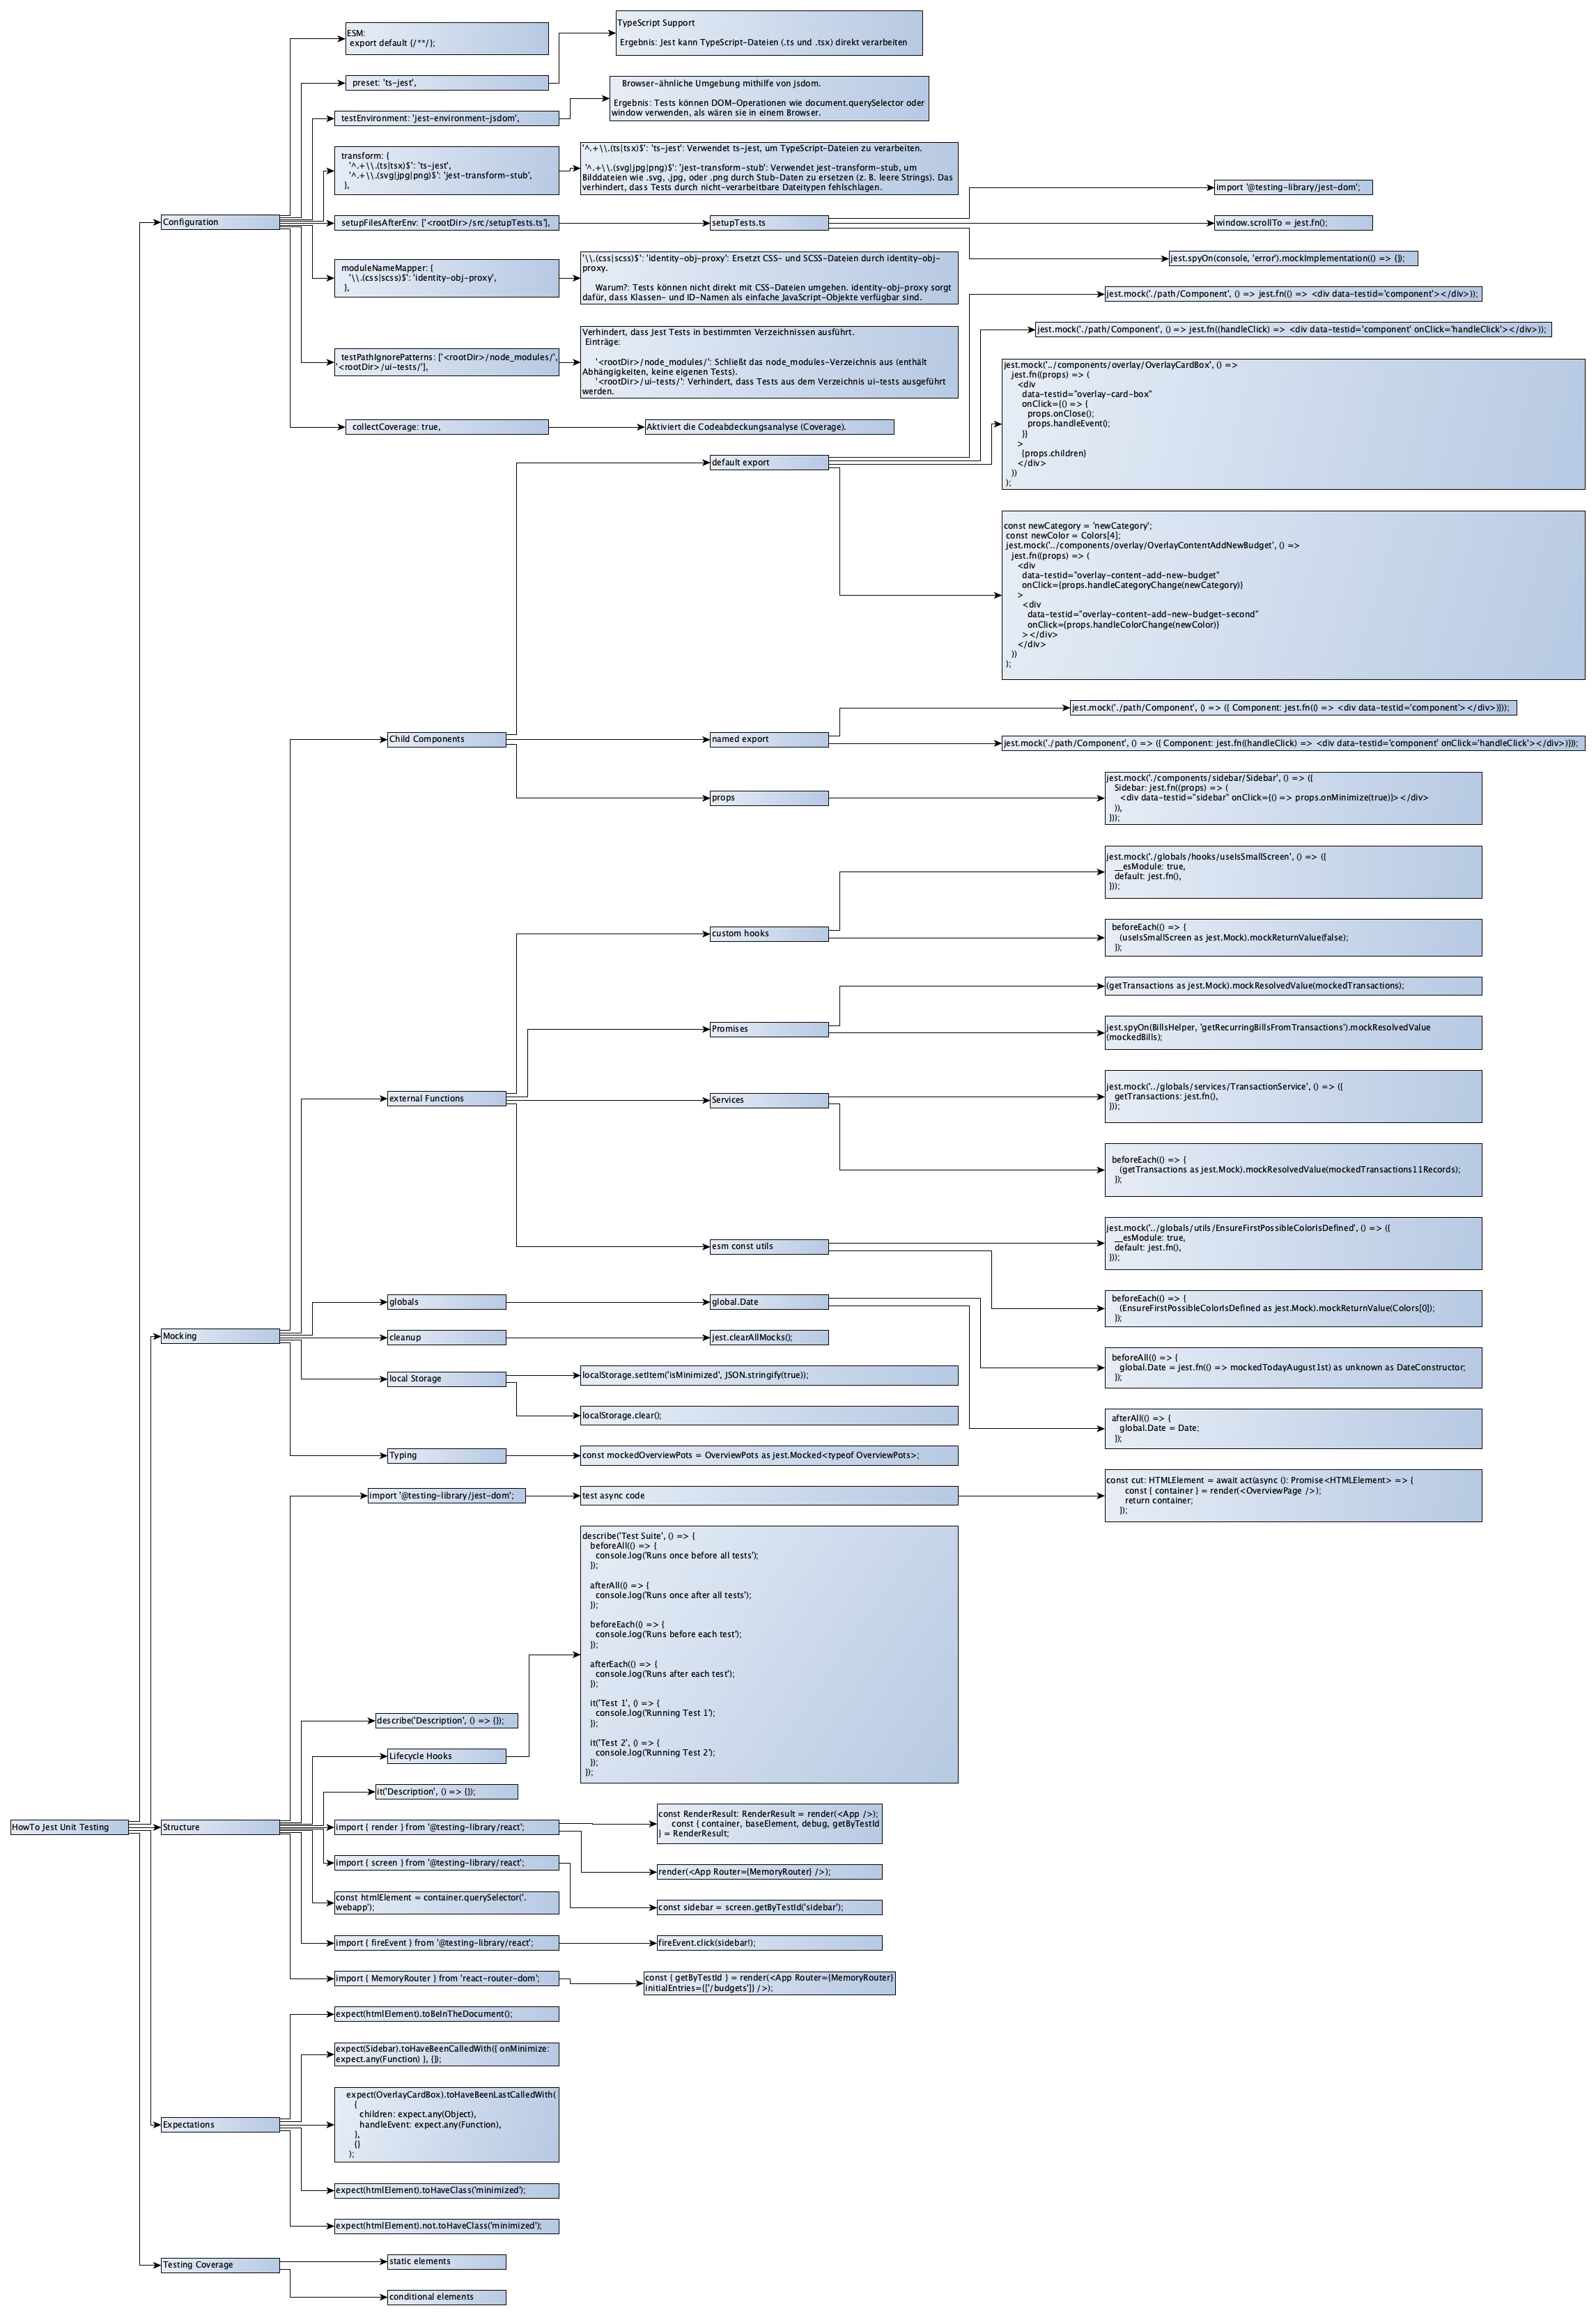 ESM:
export default {/**/};
TypeScript Support
Ergebnis: Jest kann TypeScript-Dateien (.ts und .tsx) direkt verarbeiten
preset: 'ts-jest',
Browser-ähnliche Umgebung mithilfe von jsdom.
Ergebnis: Tests können DOM-Operationen wie document.querySelector oder
window verwenden, als wären sie in einem Browser.
testEnvironment: 'jest-environment-jsdom',
transform: {
'^.+\\.(ts|tsx)$': 'ts-jest',
'^.+\\.(svg|jpg|png)$': 'jest-transform-stub',
},
'^.+\\.(ts|tsx)$': 'ts-jest': Verwendet ts-jest, um TypeScript-Dateien zu verarbeiten.
'^.+\\.(svg|jpg|png)$': 'jest-transform-stub': Verwendet jest-transform-stub, um
Bilddateien wie .svg, .jpg, oder .png durch Stub-Daten zu ersetzen (z. B. leere Strings). Das
verhindert, dass Tests durch nicht-verarbeitbare Dateitypen fehlschlagen.
import '@testing-library/jest-dom';
Configuration
setupFilesAfterEnv: ['<rootDir>/src/setupTests.ts'],
setupTests.ts
window.scrollTo = jest.fn();
jest.spyOn(console, 'error').mockImplementation(() => {});
moduleNameMapper: {
'\\.(css|scss)$': 'identity-obj-proxy',
},
'\\.(css|scss)$': 'identity-obj-proxy': Ersetzt CSS- und SCSS-Dateien durch identity-obj-
proxy.
Warum?: Tests können nicht direkt mit CSS-Dateien umgehen. identity-obj-proxy sorgt
dafür, dass Klassen- und ID-Namen als einfache JavaScript-Objekte verfügbar sind.
jest.mock('./path/Component', () => jest.fn(() => <div data-testid='component'></div>));
jest.mock('./path/Component', () => jest.fn((handleClick) => <div data-testid='component' onClick='handleClick'></div>));
testPathIgnorePatterns: ['<rootDir>/node_modules/',
'<rootDir>/ui-tests/'],
Verhindert, dass Jest Tests in bestimmten Verzeichnissen ausführt.
Einträge:
'<rootDir>/node_modules/': Schließt das node_modules-Verzeichnis aus (enthält
Abhängigkeiten, keine eigenen Tests).
'<rootDir>/ui-tests/': Verhindert, dass Tests aus dem Verzeichnis ui-tests ausgeführt
werden.
jest.mock('../components/overlay/OverlayCardBox', () =>
jest.fn((props) => (
<div
data-testid="overlay-card-box"
onClick={() => {
props.onClose();
props.handleEvent();
}}
>
{props.children}
</div>
))
);
collectCoverage: true,
Aktiviert die Codeabdeckungsanalyse (Coverage).
default export
const newCategory = 'newCategory';
const newColor = Colors[4];
jest.mock('../components/overlay/OverlayContentAddNewBudget', () =>
jest.fn((props) => (
<div
data-testid="overlay-content-add-new-budget"
onClick={props.handleCategoryChange(newCategory)}
>
<div
data-testid="overlay-content-add-new-budget-second"
onClick={props.handleColorChange(newColor)}
></div>
</div>
))
);
jest.mock('./path/Component', () => ({ Component: jest.fn(() => <div data-testid='component'></div>)}));
Child Components
named export
jest.mock('./path/Component', () => ({ Component: jest.fn((handleClick) => <div data-testid='component' onClick='handleClick'></div>)}));
props
jest.mock('./components/sidebar/Sidebar', () => ({
Sidebar: jest.fn((props) => (
<div data-testid="sidebar" onClick={() => props.onMinimize(true)}></div>
)),
}));
jest.mock('./globals/hooks/useIsSmallScreen', () => ({
__esModule: true,
default: jest.fn(),
}));
custom hooks
beforeEach(() => {
(useIsSmallScreen as jest.Mock).mockReturnValue(false);
});
(getTransactions as jest.Mock).mockResolvedValue(mockedTransactions);
Promises
jest.spyOn(BillsHelper, 'getRecurringBillsFromTransactions').mockResolvedValue
(mockedBills);
external Functions
Services
jest.mock('../globals/services/TransactionService', () => ({
getTransactions: jest.fn(),
}));
beforeEach(() => {
(getTransactions as jest.Mock).mockResolvedValue(mockedTransactions11Records);
});
esm const utils
jest.mock('../globals/utils/EnsureFirstPossibleColorIsDefined', () => ({
__esModule: true,
default: jest.fn(),
}));
beforeEach(() => {
(EnsureFirstPossibleColorIsDefined as jest.Mock).mockReturnValue(Colors[0]);
});
globals
global.Date
Mocking
cleanup
jest.clearAllMocks();
beforeAll(() => {
global.Date = jest.fn(() => mockedTodayAugust1st) as unknown as DateConstructor;
});
local Storage
localStorage.setItem('isMinimized', JSON.stringify(true));
localStorage.clear();
afterAll(() => {
global.Date = Date;
});
Typing
const mockedOverviewPots = OverviewPots as jest.Mocked<typeof OverviewPots>;
import '@testing-library/jest-dom';
test async code
const cut: HTMLElement = await act(async (): Promise<HTMLElement> => {
const { container } = render(<OverviewPage />);
return container;
});
describe('Test Suite', () => {
beforeAll(() => {
console.log('Runs once before all tests');
});
afterAll(() => {
console.log('Runs once after all tests');
});
beforeEach(() => {
console.log('Runs before each test');
});
afterEach(() => {
console.log('Runs after each test');
});
it('Test 1', () => {
console.log('Running Test 1');
});
it('Test 2', () => {
console.log('Running Test 2');
});
});
describe('Description', () => {});
Lifecycle Hooks
it('Description', () => {});
HowTo Jest Unit Testing
Structure
import { render } from '@testing-library/react';
const RenderResult: RenderResult = render(<App />);
const { container, baseElement, debug, getByTestId
} = RenderResult;
import { screen } from '@testing-library/react';
render(<App Router={MemoryRouter} />);
const htmlElement = container.querySelector('.
webapp');
const sidebar = screen.getByTestId('sidebar');
import { fireEvent } from '@testing-library/react';
fireEvent.click(sidebar!);
import { MemoryRouter } from 'react-router-dom';
const { getByTestId } = render(<App Router={MemoryRouter}
initialEntries={['/budgets']} />);
expect(htmlElement).toBeInTheDocument();
expect(Sidebar).toHaveBeenCalledWith({ onMinimize:
expect.any(Function) }, {});
Expectations
expect(OverlayCardBox).toHaveBeenLastCalledWith(
{
children: expect.any(Object),
handleEvent: expect.any(Function),
},
{}
);
expect(htmlElement).toHaveClass('minimized');
expect(htmlElement).not.toHaveClass('minimized');
Testing Coverage
static elements
conditional elements